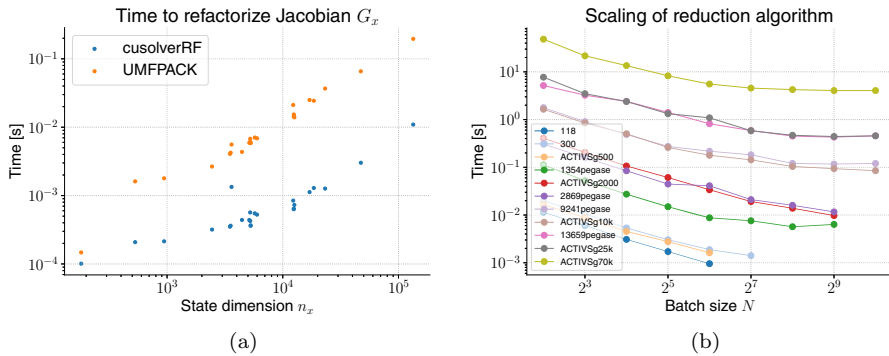 Time to refactorize Jacobian G_x
cusolverRF
UMFPACK
Time [s]
10^{-1}
10^{-2}
10^{-3}
10^{-4}
10^3
10^4
10^5
State dimension n_x
(a)
Scaling of reduction algorithm
Time [s]
10^1
10^0
10^{-1}
10^{-2}
10^{-3}
118
300
ACTIVSg500
1354pegase
ACTIVSg2000
2869pegase
9241pegase
ACTIVSg10k
13659pegase
ACTIVSg25k
ACTIVSg70k
2^3
2^5
2^7
2^9
Batch size N
(b)